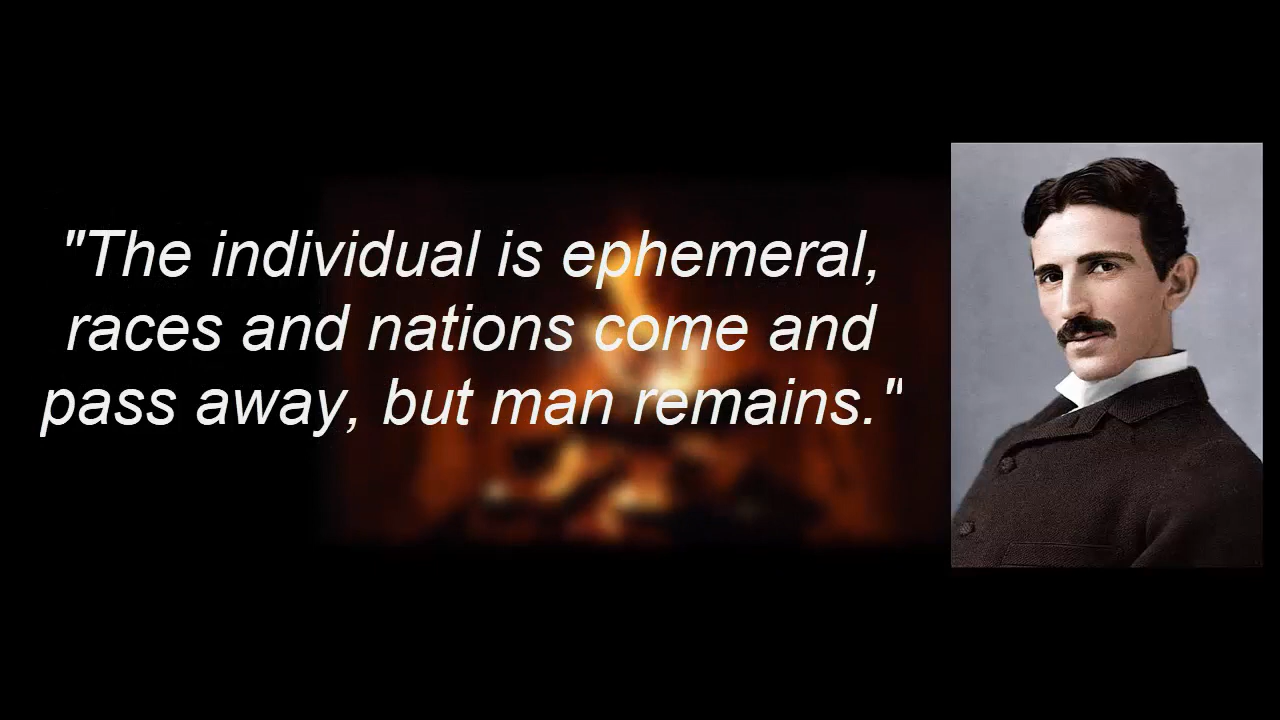 "The individual is ephemeral,
races and nations come and
pass away, but man remains."